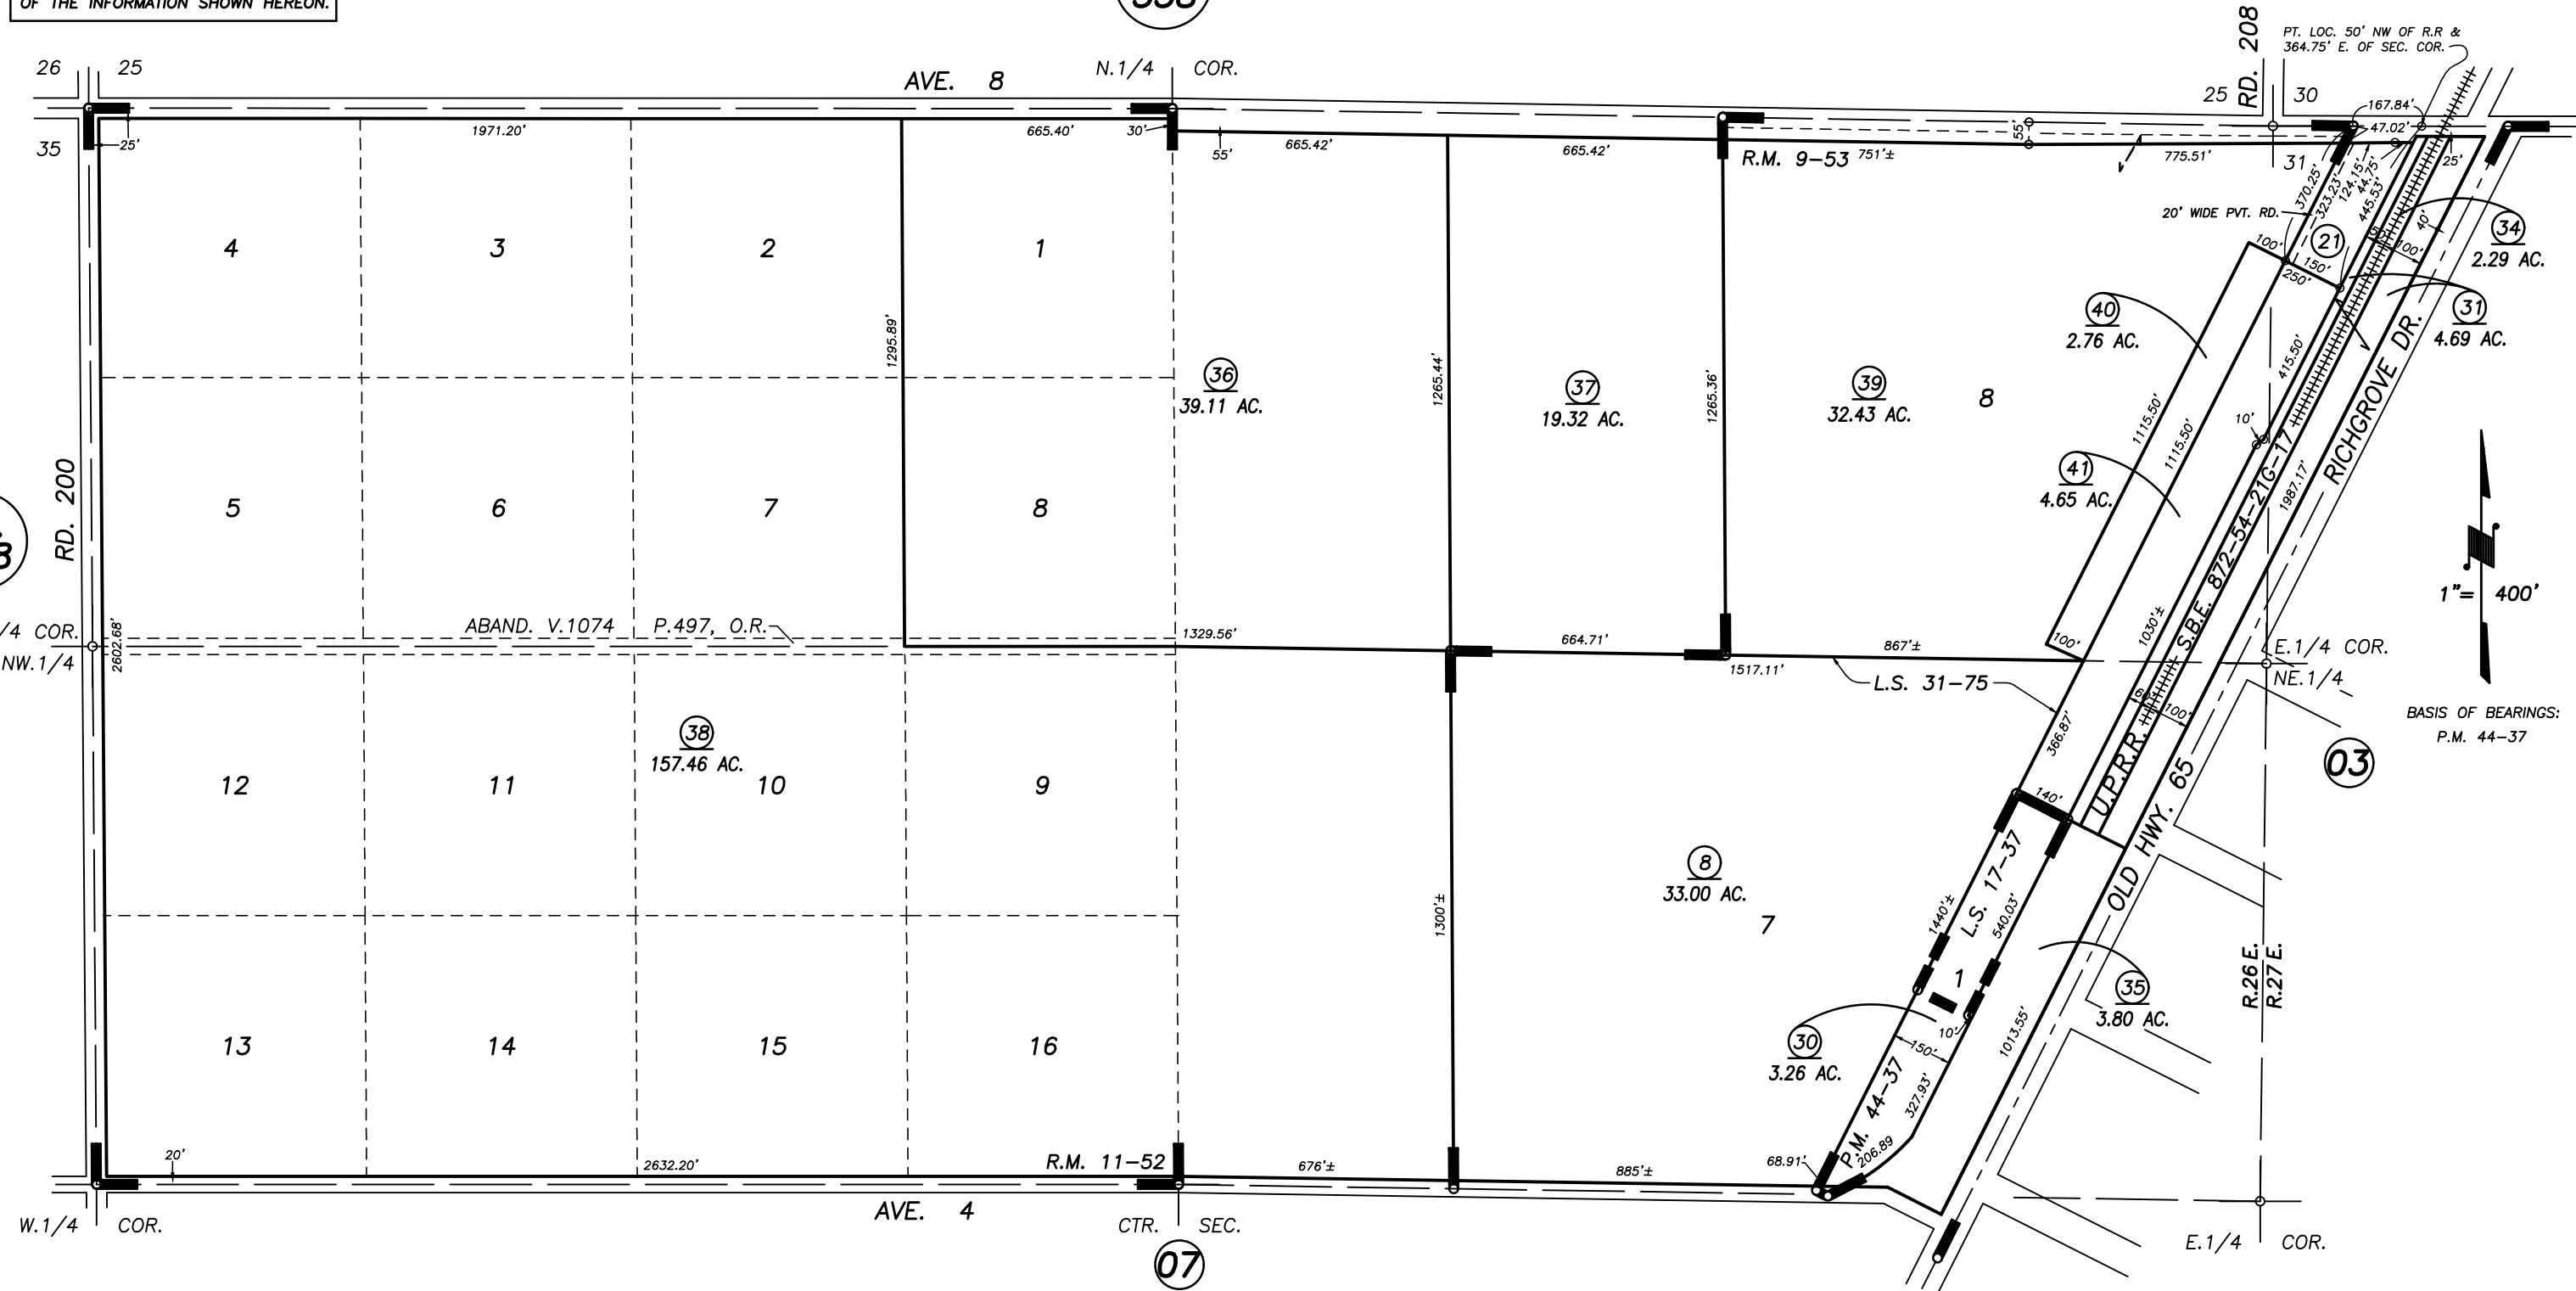 OF THE INFORMATION SHOWN HEREON.
26 25
35
25'
AVE. 8
N.1/4 COR.
1971.20'
665.40'
30'
55'
665.42'
665.42'
R.M. 9-53
751'±
55'
775.51'
RD. 208
25 30
31
PT. LOC. 50' NW OF R.R &
364.75' E. OF SEC. COR.
167.84'
47.02'
25'
370.25'
323.23'
124.15'
44.75'
445.53'
20' WIDE PVT. RD.
40'
100'
21
100'
150'
250'
34
2.29 AC.
31
4.69 AC.
4
3
2
1
1295.89'
36
39.11 AC.
1265.44'
37
19.32 AC.
1265.36'
39
32.43 AC.
8
40
2.76 AC.
41
4.65 AC.
1115.50'
1115.50'
415.50'
10'
RICHGROVE DR.
1987.17'
1"= 400'
BASIS OF BEARINGS:
P.M. 44-37
RD. 200
5
6
7
8
ABAND. V.1074 P.497, O.R.
/4 COR.
NW.1/4
2602.68'
1329.56'
664.71'
867'±
1517.11'
L.S. 31-75
100'
1030'±
366.87'
60'
100'
U.P.R.R. S.B.E. 872-54-21G-17
E.1/4 COR.
NE.1/4
03
38
157.46 AC.
12
11
10
9
8
33.00 AC.
7
1300'±
140'
1440'±
L.S. 17-37
540.03'
OLD HWY. 65
1
10'
35
3.80 AC.
R.26 E.
R.27 E.
13
14
15
16
30
3.26 AC.
150'
P.M. 44-37
327.93'
1013.55'
206.89
68.91'
20'
2632.20'
R.M. 11-52
676'±
885'±
W.1/4 COR.
AVE. 4
CTR. SEC.
07
E.1/4 COR.